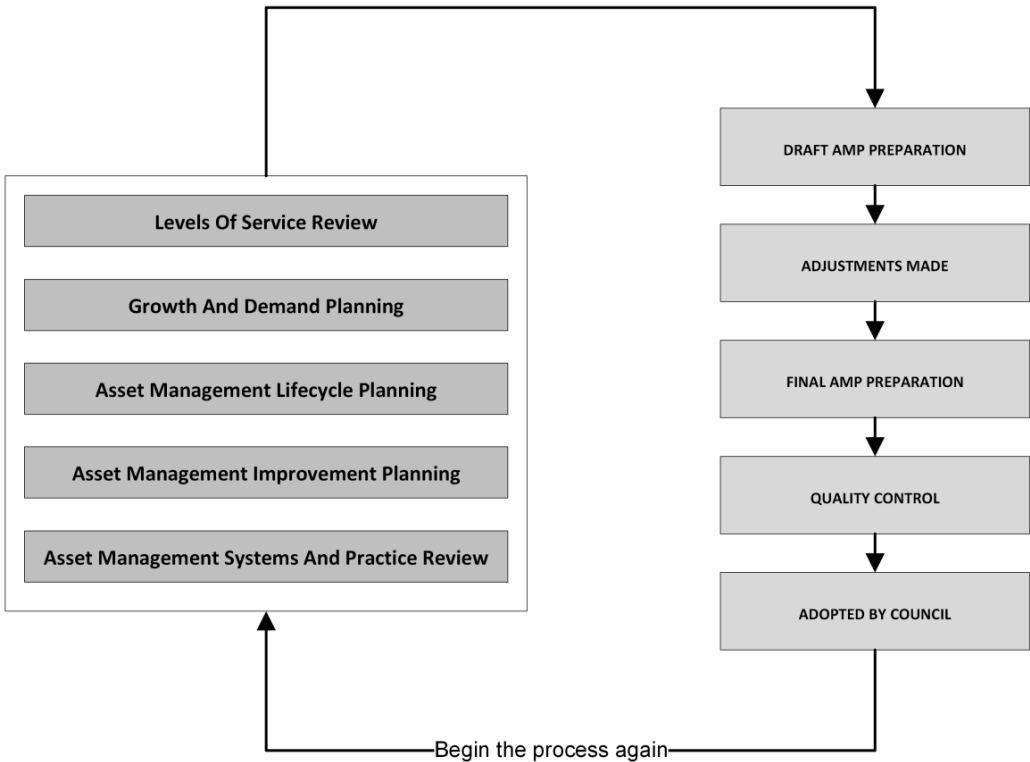 Levels Of Service Review
Growth And Demand Planning
Asset Management Lifecycle Planning
Asset Management Improvement Planning
Asset Management Systems And Practice Review
DRAFT AMP PREPARATION
ADJUSTMENTS MADE
FINAL AMP PREPARATION
QUALITY CONTROL
ADOPTED BY COUNCIL
Begin the process again